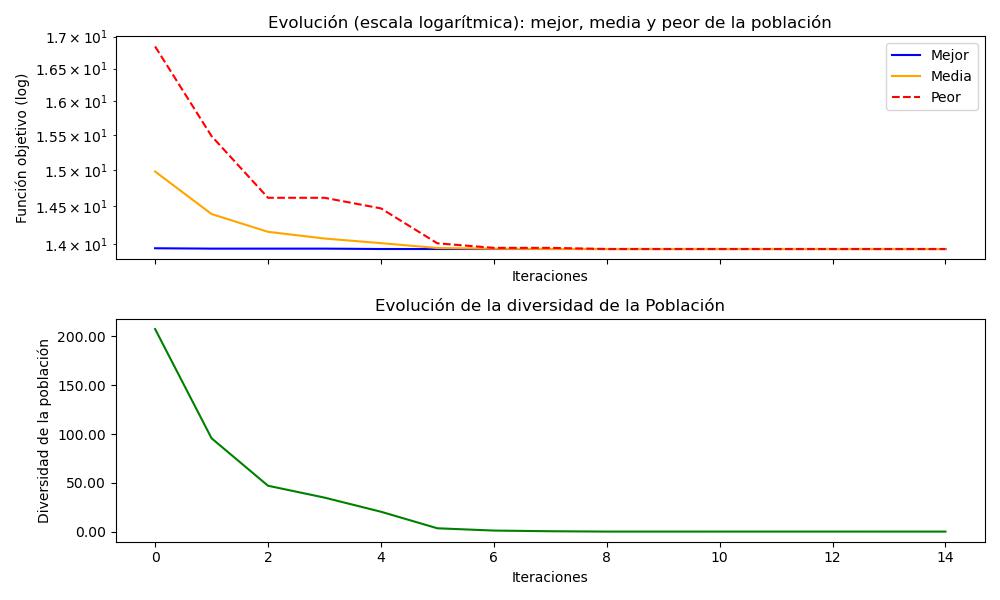 Evolución (escala logarítmica): mejor, media y peor de la población
Función objetivo (log)
1.7 × 10¹
1.65 × 10¹
1.6 × 10¹
1.55 × 10¹
1.5 × 10¹
1.45 × 10¹
1.4 × 10¹
Mejor
Media
Peor
Iteraciones
Evolución de la diversidad de la Población
Diversidad de la población
200.00
150.00
100.00
50.00
0.00
0 2 4 6 8 10 12 14
Iteraciones